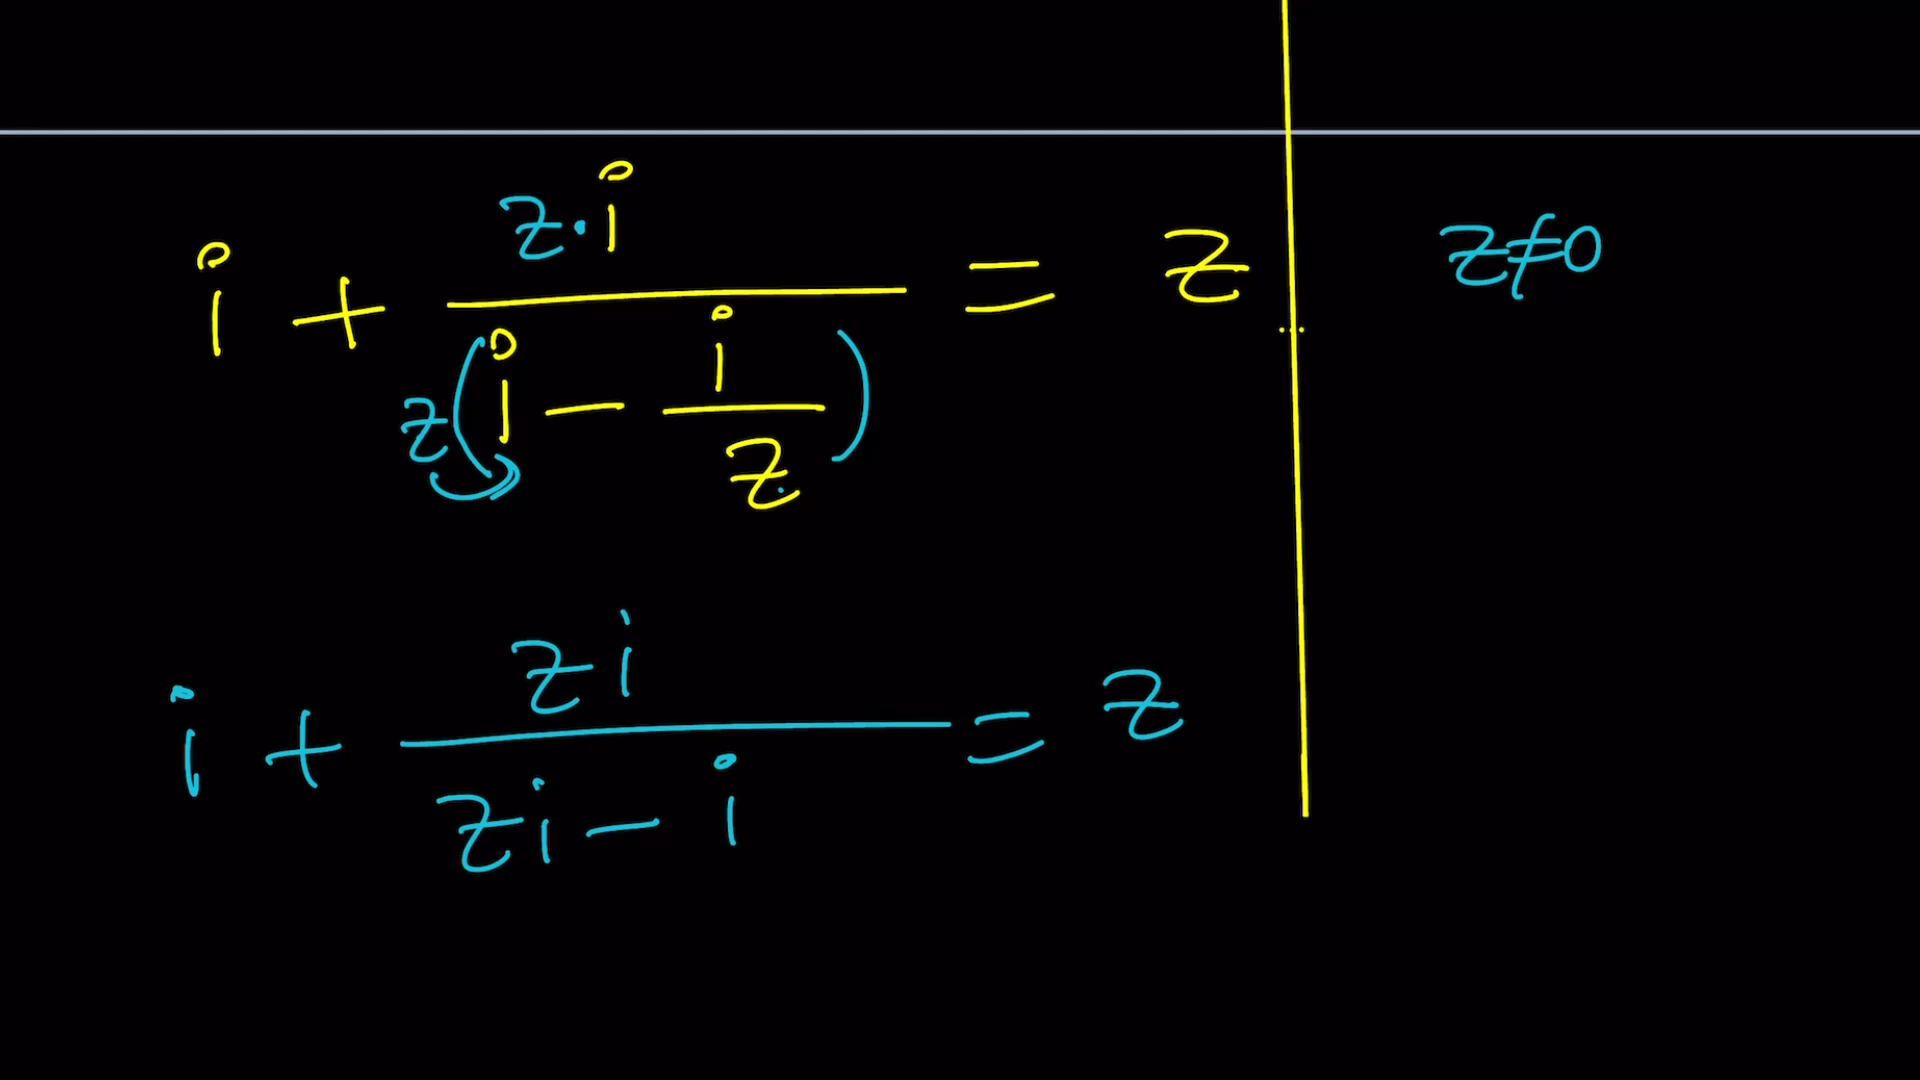 i + z·i / z(i − i/z) = z
z≠0
i + zi / zi − i = z